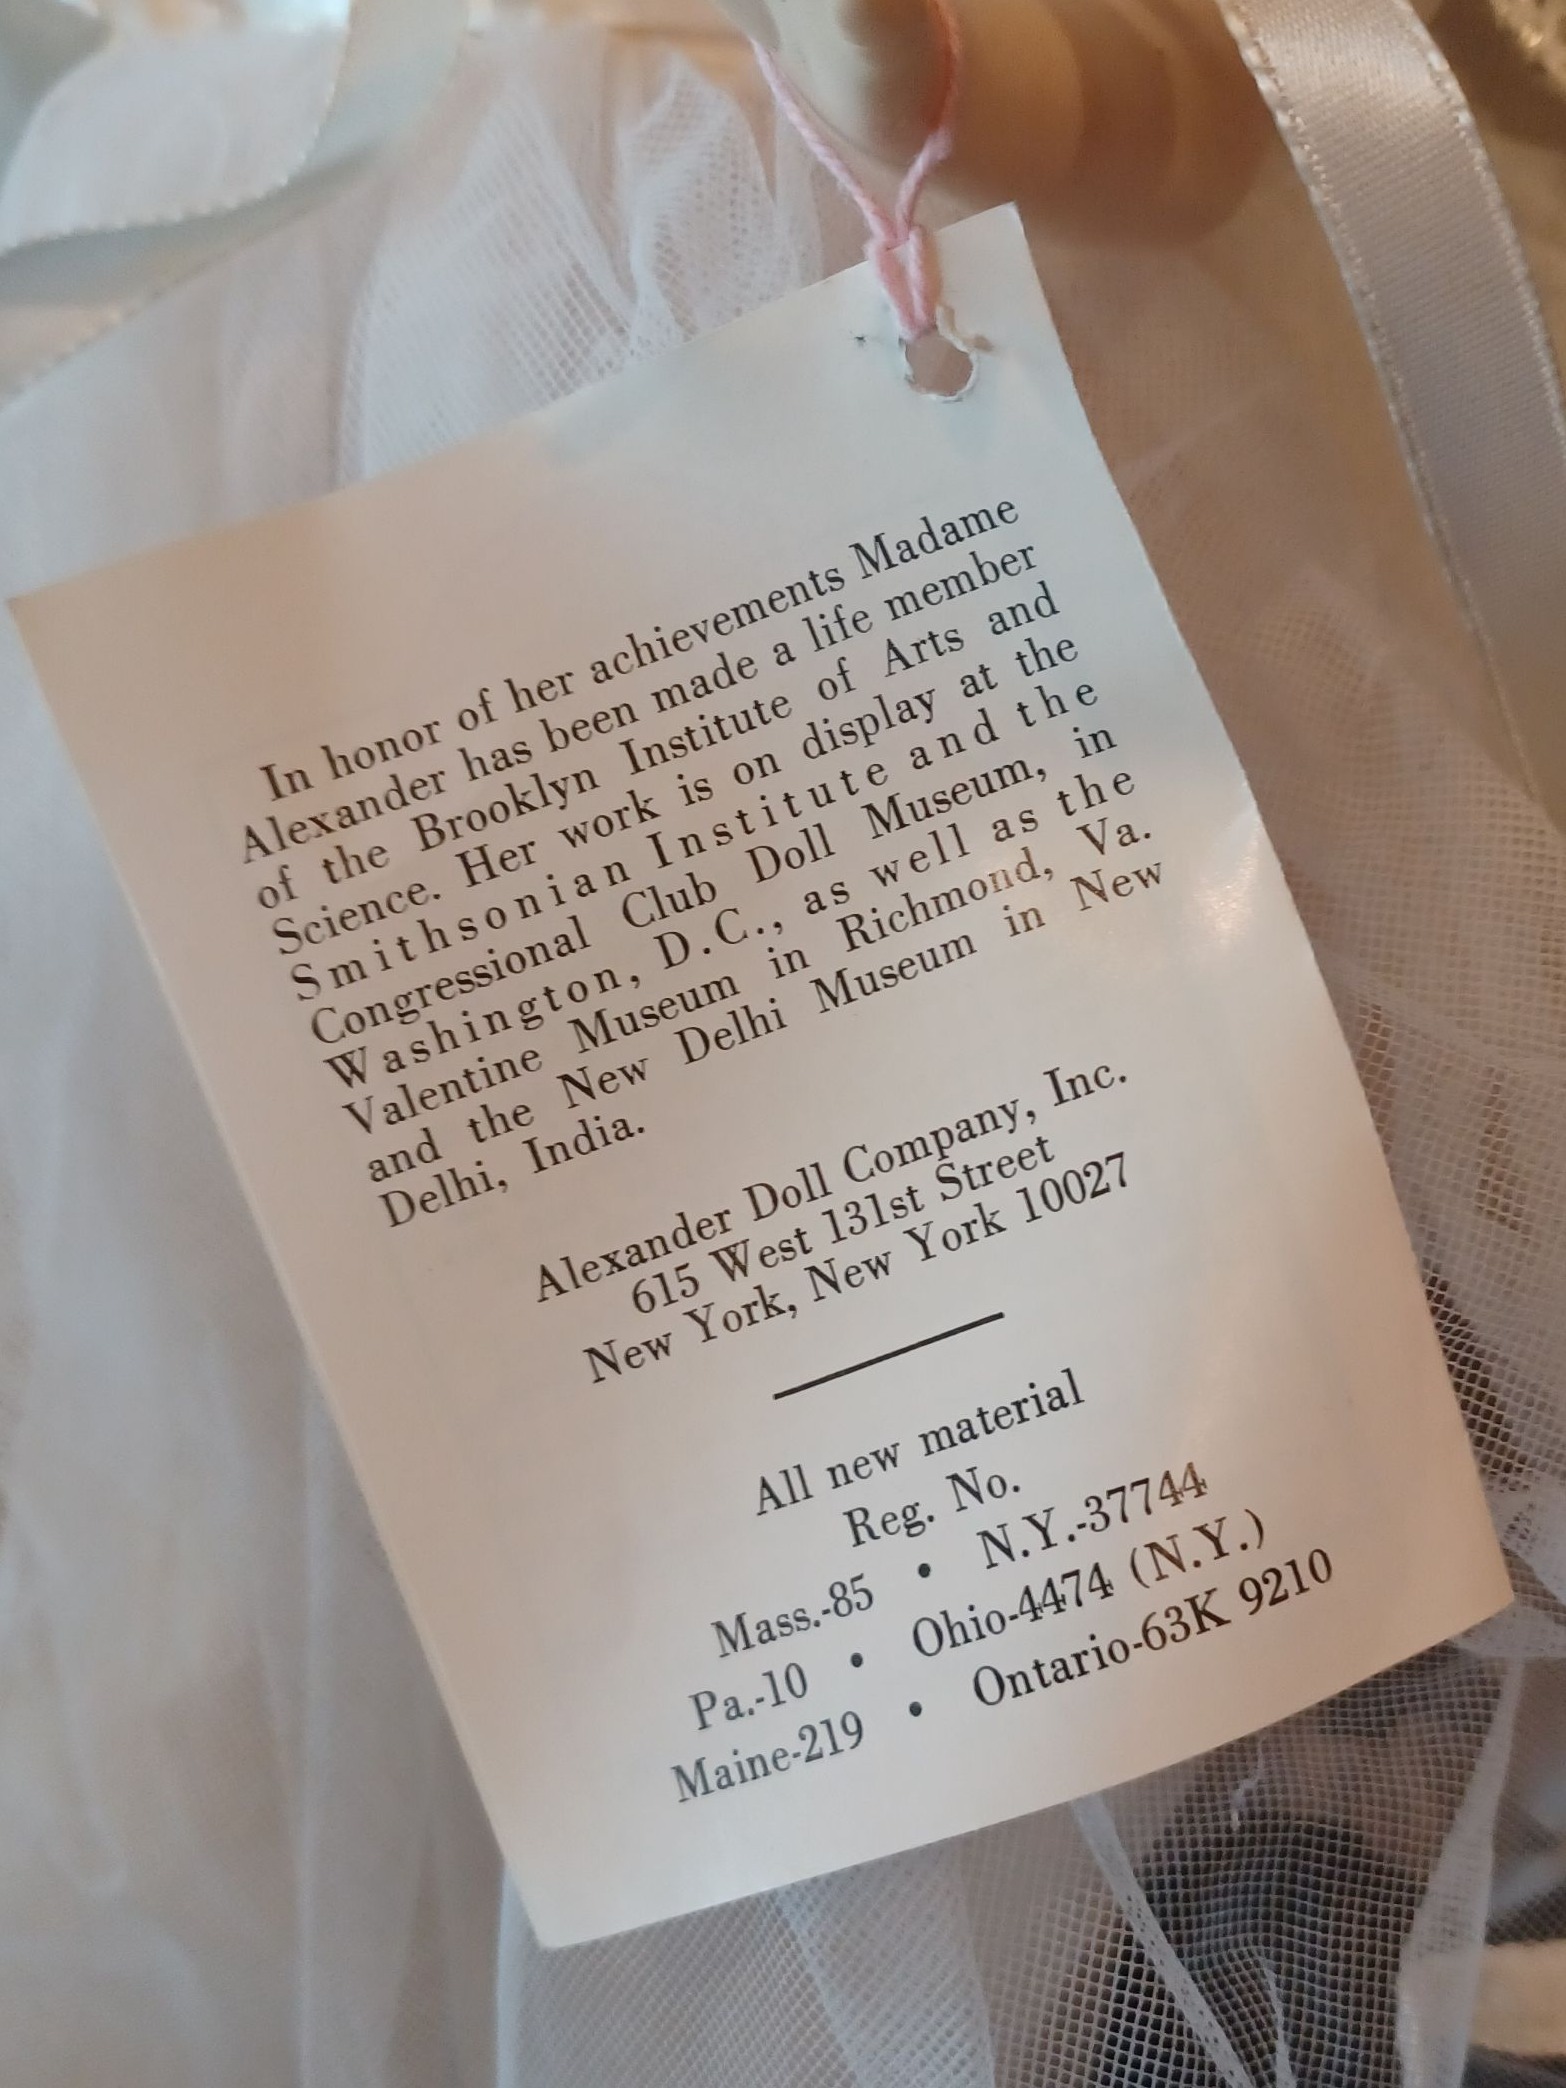 In honor of her achievements Madame
Alexander has been made a life member
of the Brooklyn Institute of Arts and
Science. Her work is on display at the
Smithsonian Institute and the
Congressional Club Doll Museum, in
Washington, D.C., as well as the
Valentine Museum in Richmond, Va.
and the New Delhi Museum in New
Delhi, India.
Alexander Doll Company, Inc.
615 West 131st Street
New York, New York 10027
All new material
Reg. No.
Mass.-85 • N.Y.-37744
Pa.-10 • Ohio-4474 (N.Y.)
Maine-219 • Ontario-63K 9210